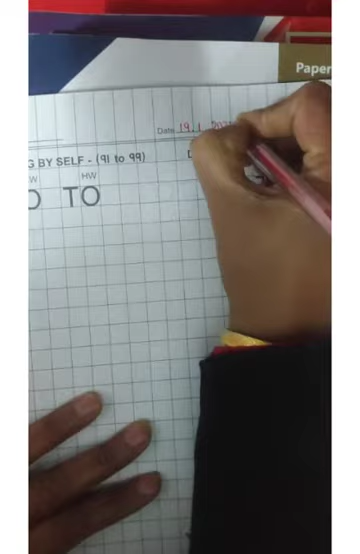 Paper
Date 19.1.
G BY SELF - (91 to 99)
W HW
O TO